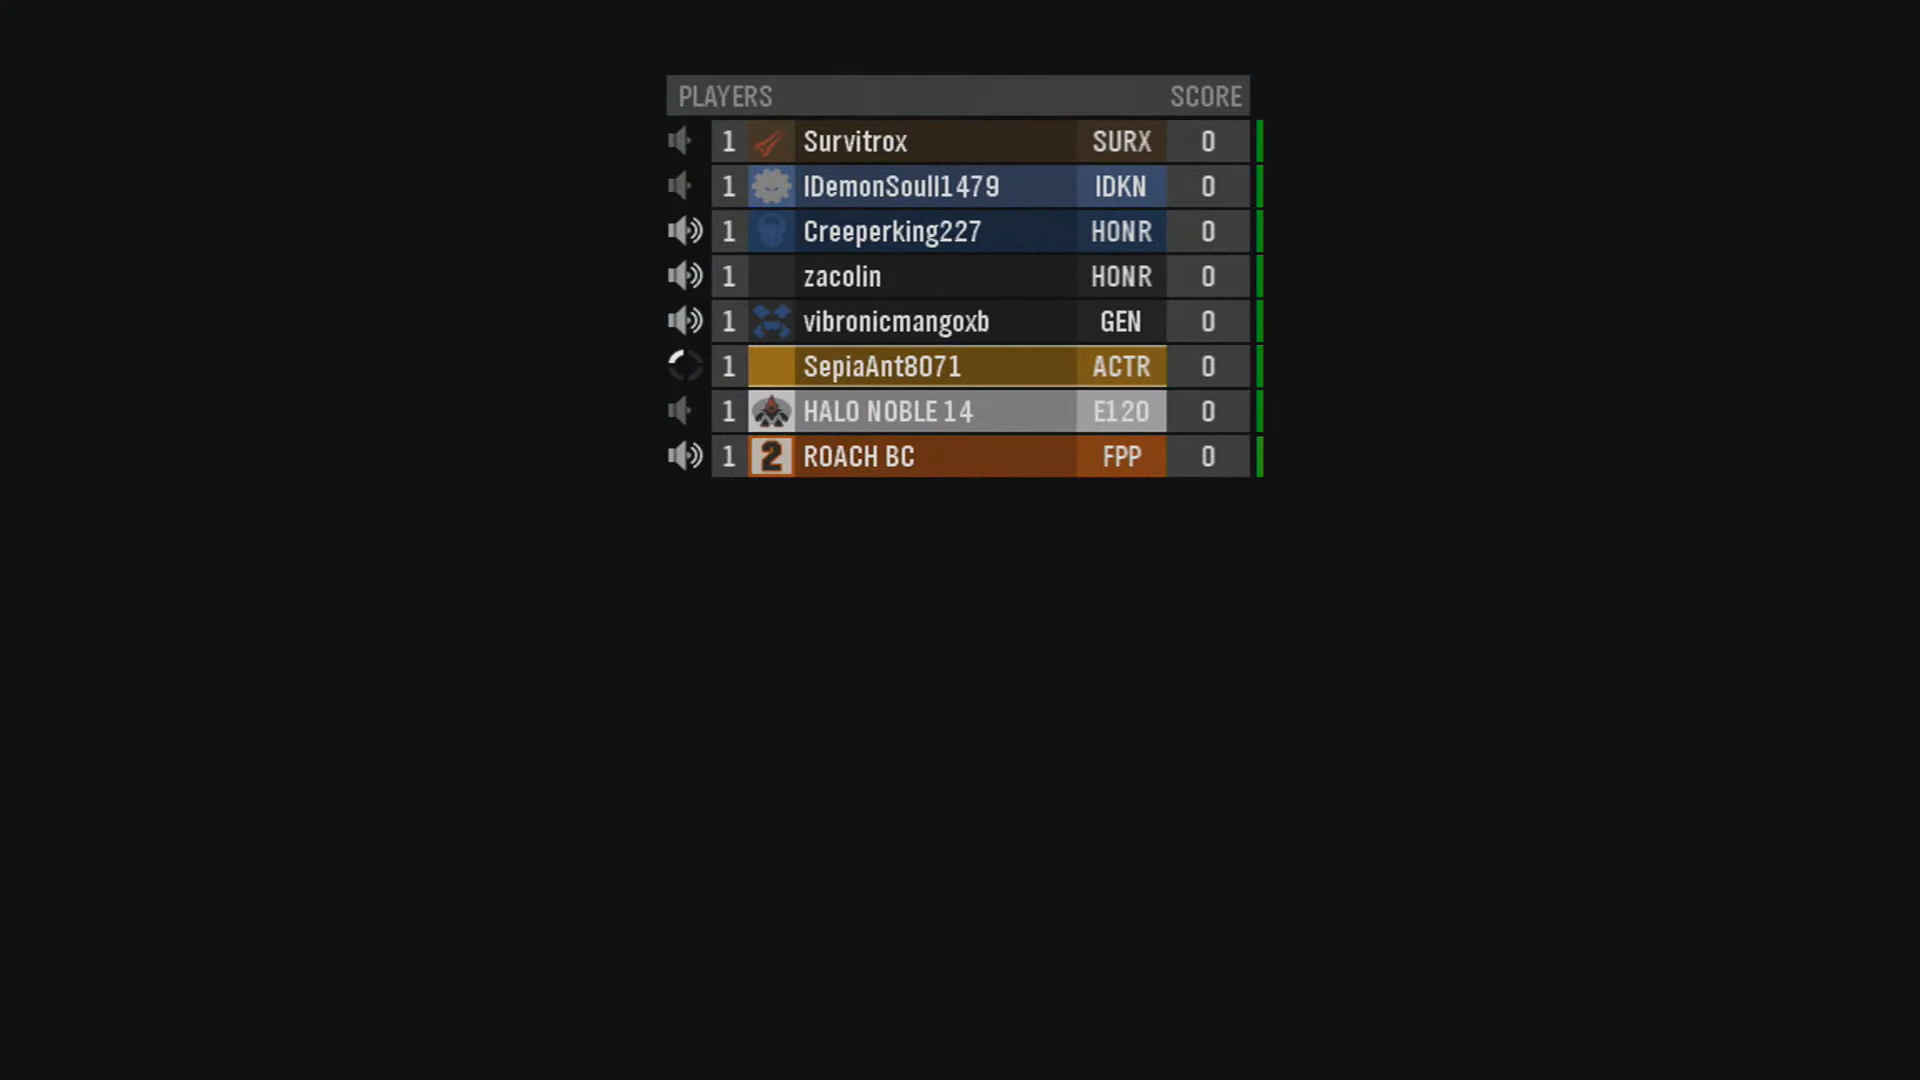 PLAYERS SCORE
1 Survitrox SURX 0
1 IDemonSoulI1479 IDKN 0
1 Creeperking227 HONR 0
1 zacolin HONR 0
1 vibronicmangoxb GEN 0
1 SepiaAnt8071 ACTR 0
1 HALO NOBLE 14 E120 0
1 2 ROACH BC FPP 0